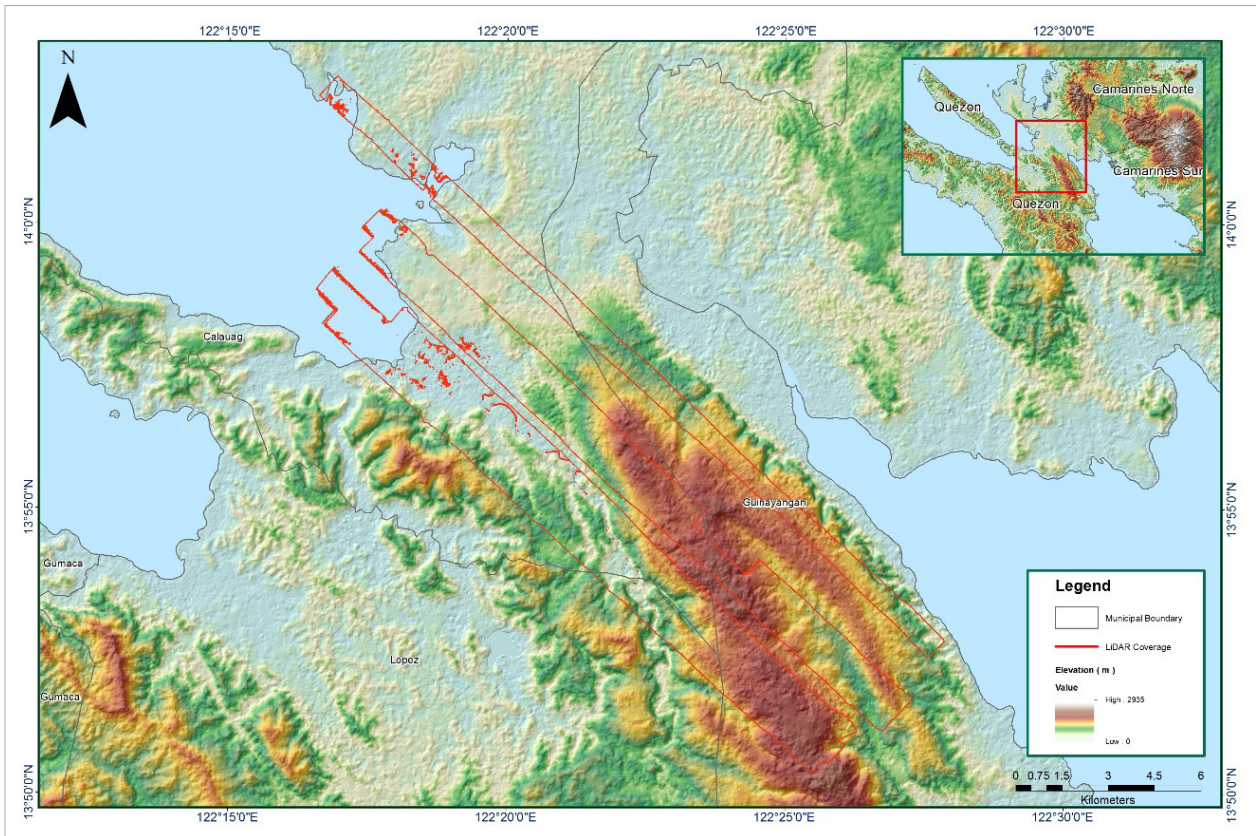 122°15'0"E
122°20'0"E
122°25'0"E
122°30'0"E
N
Quezon
Camarines Norte
Camarines Sur
Quezon
14°0'0"N
14°0'0"N
Calauag
Guinayangan
13°55'0"N
13°55'0"N
Gumaca
Lopoz
Gumaca
Legend
Municipal Boundary
LiDAR Coverage
Elevation ( m )
Value
High : 2935
Low : 0
0 0.75 1.5 3 4.5 6
Kilometers
13°50'0"N
13°50'0"N
122°15'0"E
122°20'0"E
122°25'0"E
122°30'0"E